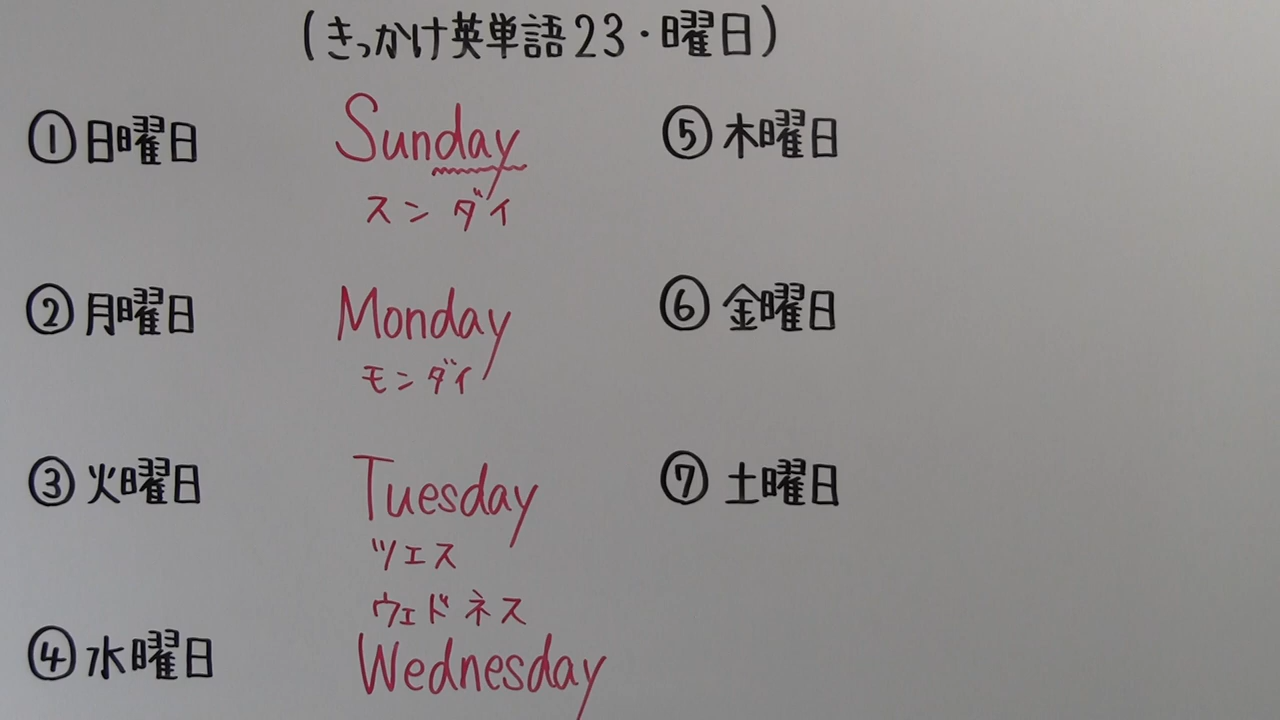 (きっかけ英単語23・曜日)
①日曜日 Sunday
スンダイ
②月曜日 Monday
モンダイ
③火曜日 Tuesday
ツエス
ウェドネス
④水曜日 Wednesday
⑤木曜日
⑥金曜日
⑦土曜日